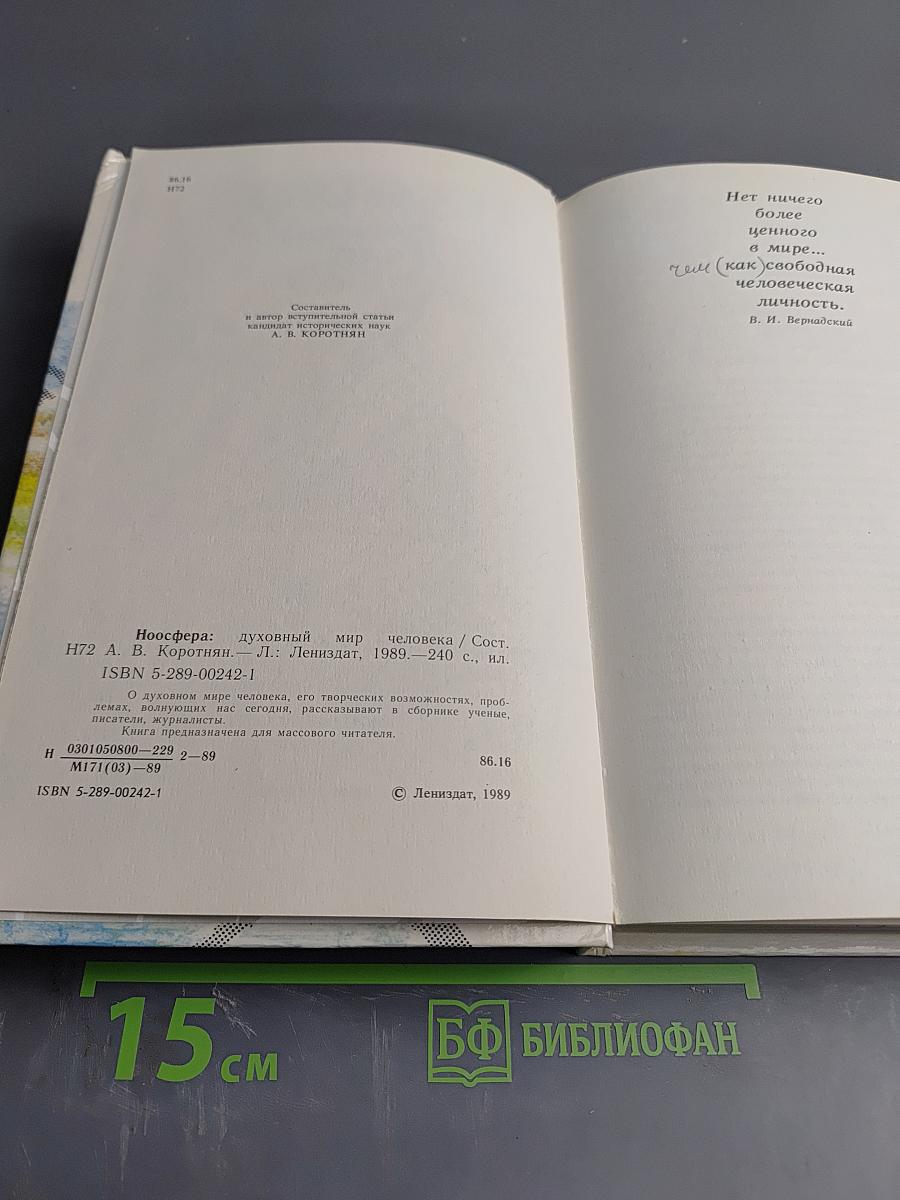 86.16
Н72
Составитель
и автор вступительной статьи
кандидат исторических наук
А. В. КОРОТНЯН
Ноосфера: духовный мир человека / Сост.
Н72 А. В. Коротнян.— Л.: Лениздат, 1989.—240 с., ил.
ISBN 5-289-00242-1
О духовном мире человека, его творческих возможностях, проб-
лемах, волнующих нас сегодня, рассказывают в сборнике ученые,
писатели, журналисты.
Книга предназначена для массового читателя.
Н 0301050800—229 2—89
М171(03)—89
86.16
ISBN 5-289-00242-1
© Лениздат, 1989
Нет ничего
более
ценного
в мире...
чем (как) свободная
человеческая
личность.
В. И. Вернадский
15 см
БФ БИБЛИОФАН